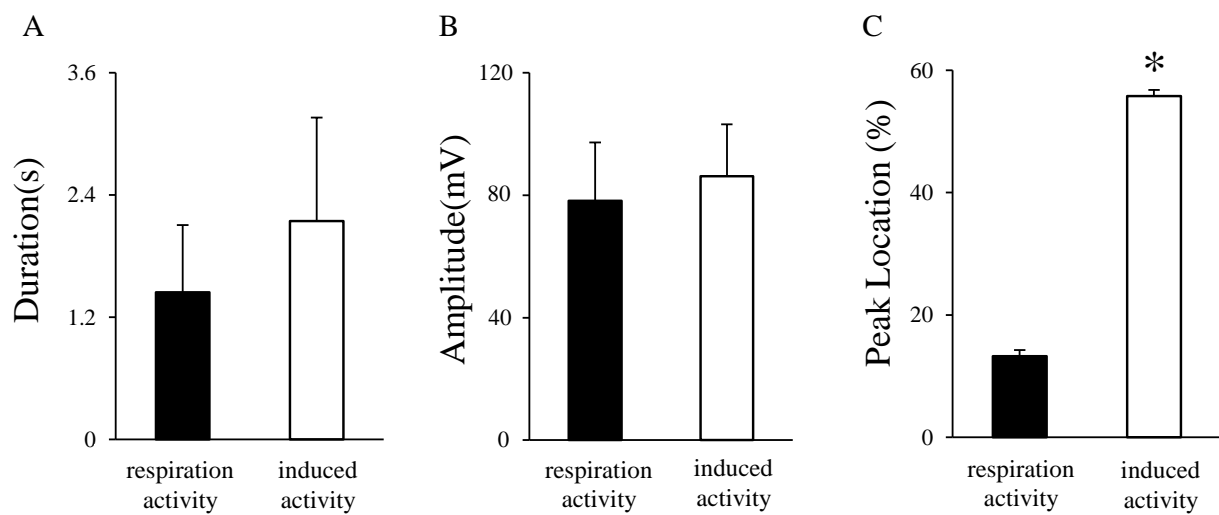 A
Duration(s)
3.6
2.4
1.2
0
respiration
activity
induced
activity
B
Amplitude(mV)
120
80
40
0
respiration
activity
induced
activity
C
Peak Location (%)
60
40
20
0
*
respiration
activity
induced
activity